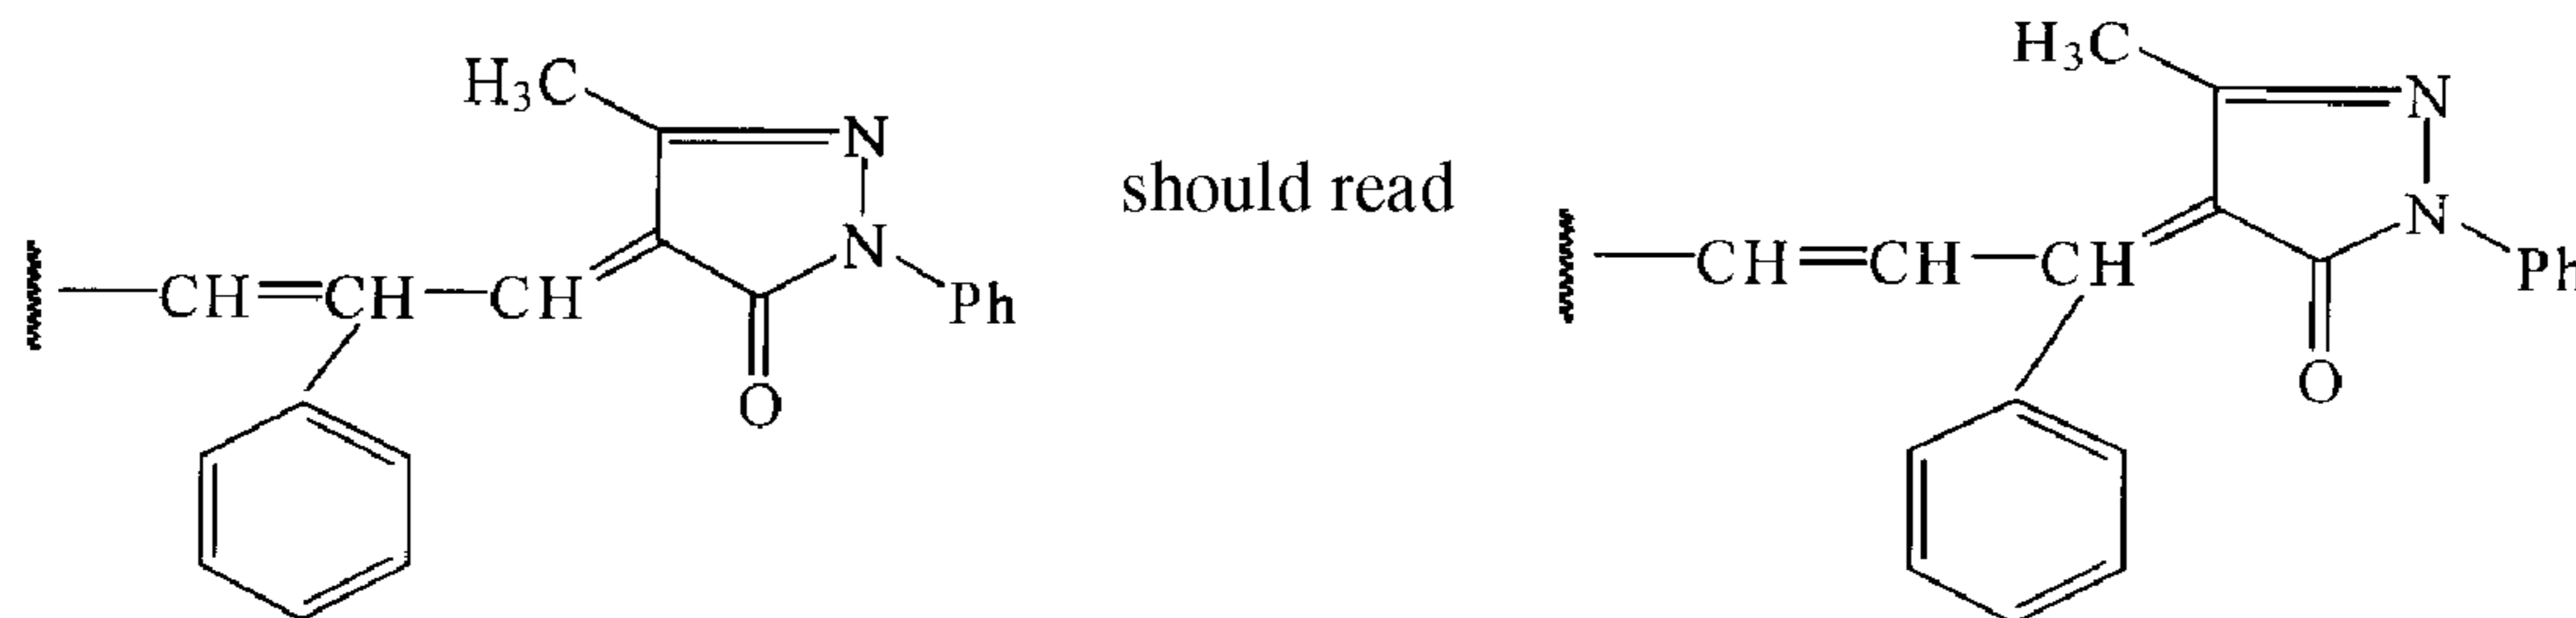 H₃C
N
N
CH=CH—CH
Ph
O
should read
H₃C
N
N
CH=CH—CH
Ph
O